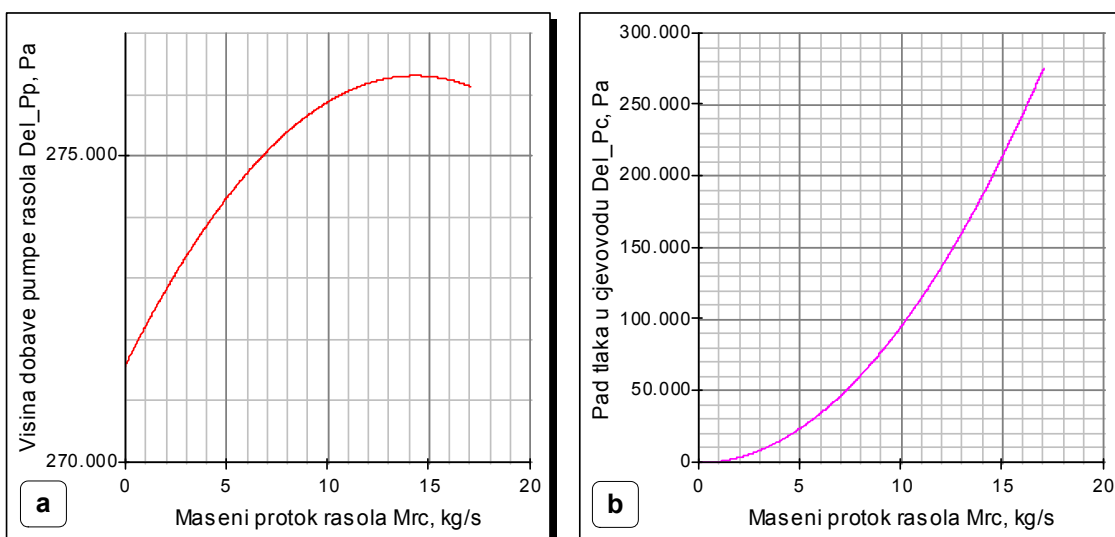 Visina dobave pumpe rasola Del_Pp, Pa
275.000
270.000
0 5 10 15 20
Maseni protok rasola Mrc, kg/s
a
Pad tlaka u cjevovodu Del_Pc, Pa
300.000
250.000
200.000
150.000
100.000
50.000
0
0 5 10 15 20
Maseni protok rasola Mrc, kg/s
b